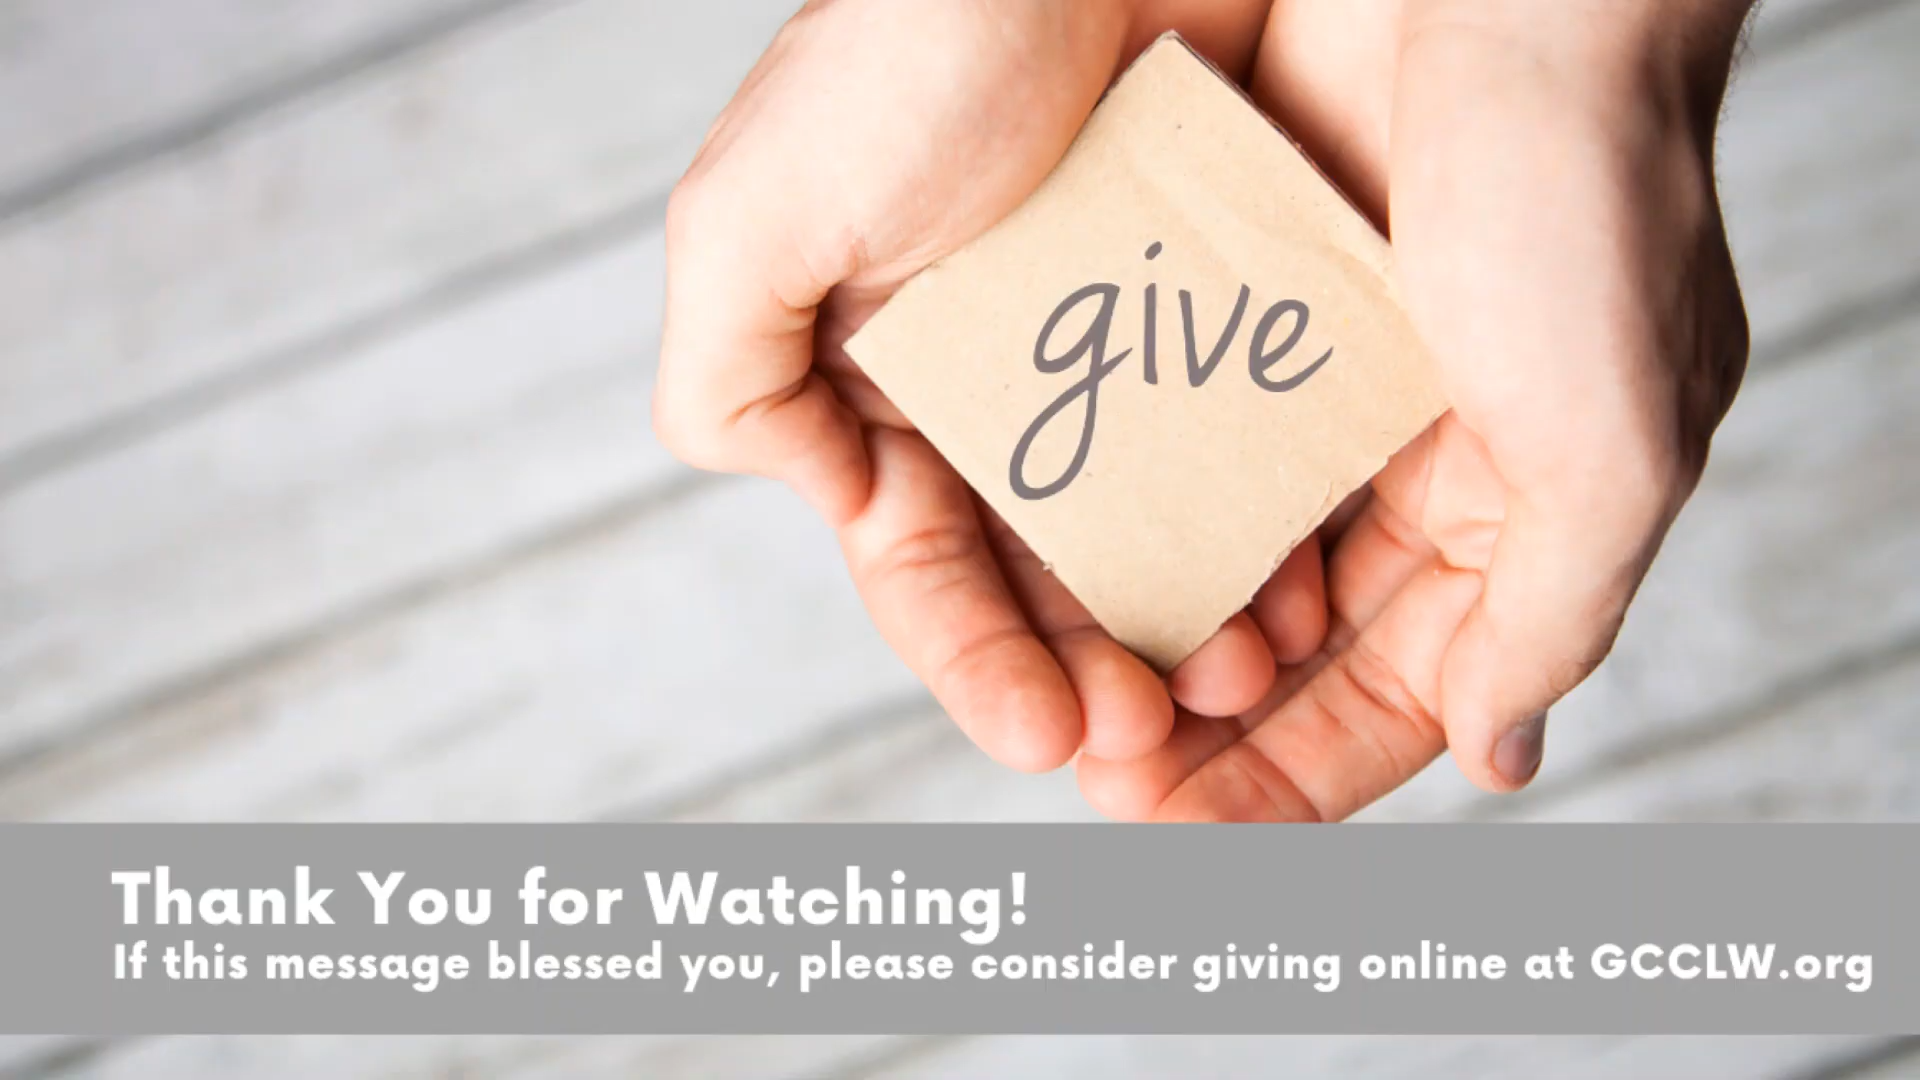 give
Thank You for Watching!
If this message blessed you, please consider giving online at GCCLW.org